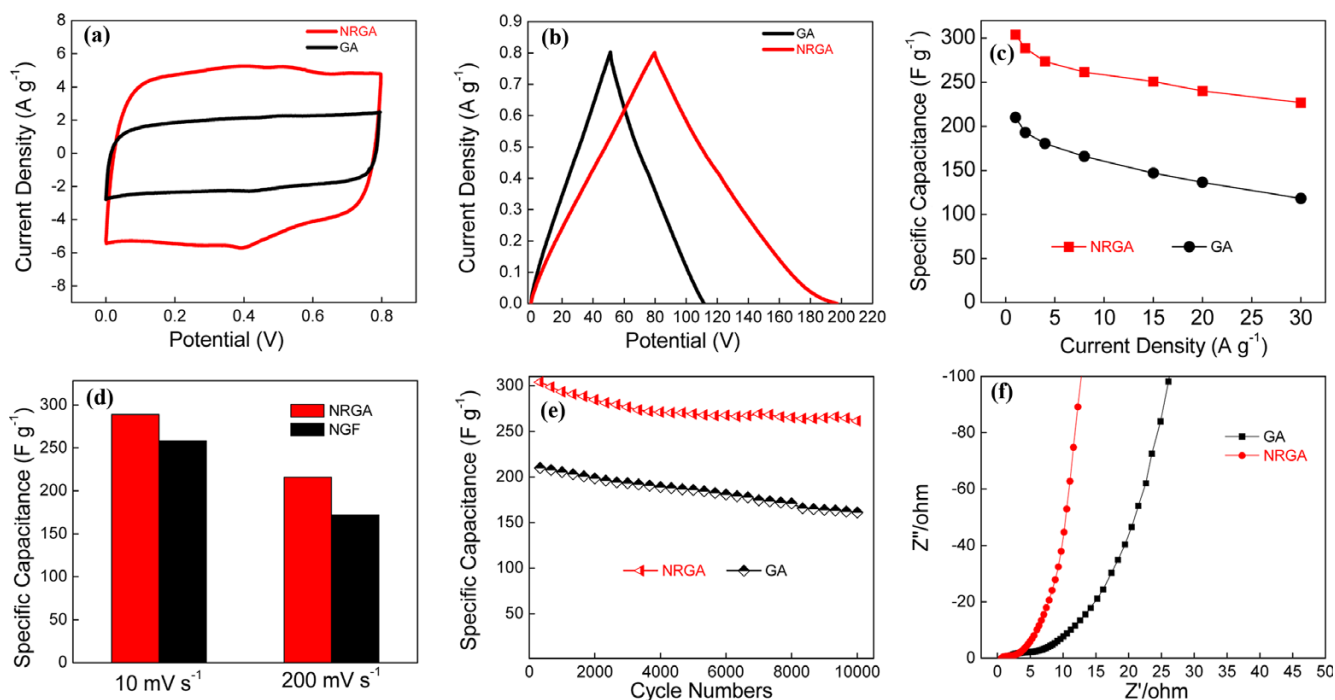 (a)
NRGA
GA
Current Density (A g⁻¹)
8
6
4
2
0
-2
-4
-6
-8
0.0 0.2 0.4 0.6 0.8
Potential (V)
(b)
GA
NRGA
Current Density (A g⁻¹)
0.9
0.8
0.7
0.6
0.5
0.4
0.3
0.2
0.1
0.0
0 20 40 60 80 100 120 140 160 180 200 220
Potential (V)
(c)
Specific Capacitance (F g⁻¹)
300
250
200
150
100
50
0
NRGA GA
0 5 10 15 20 25 30
Current Density (A g⁻¹)
(d)
NRGA
NGF
Specific Capacitance (F g⁻¹)
300
250
200
150
100
50
0
10 mV s⁻¹ 200 mV s⁻¹
(e)
Specific Capacitance (F g⁻¹)
300
250
200
150
100
50
NRGA GA
0 2000 4000 6000 8000 10000
Cycle Numbers
(f)
GA
NRGA
Z''/ohm
-100
-80
-60
-40
-20
0
0 5 10 15 20 25 30 35 40 45 50
Z'/ohm